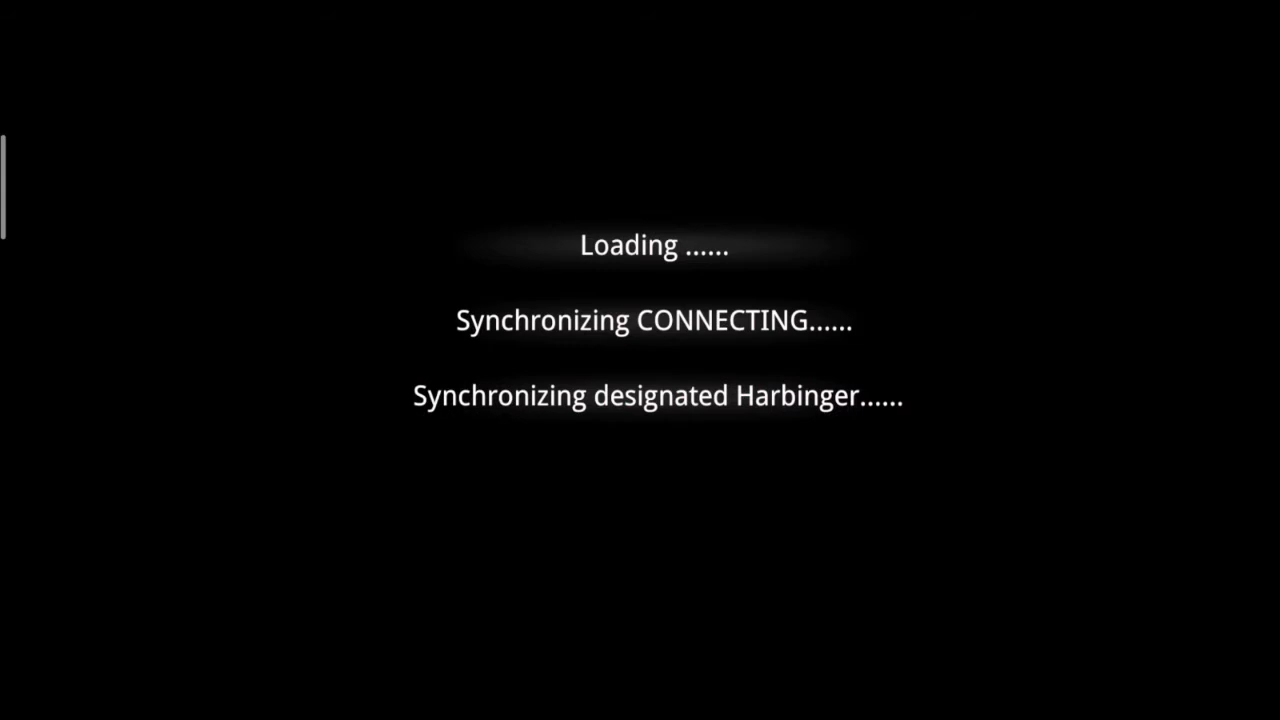 Loading ......
Synchronizing CONNECTING......
Synchronizing designated Harbinger......